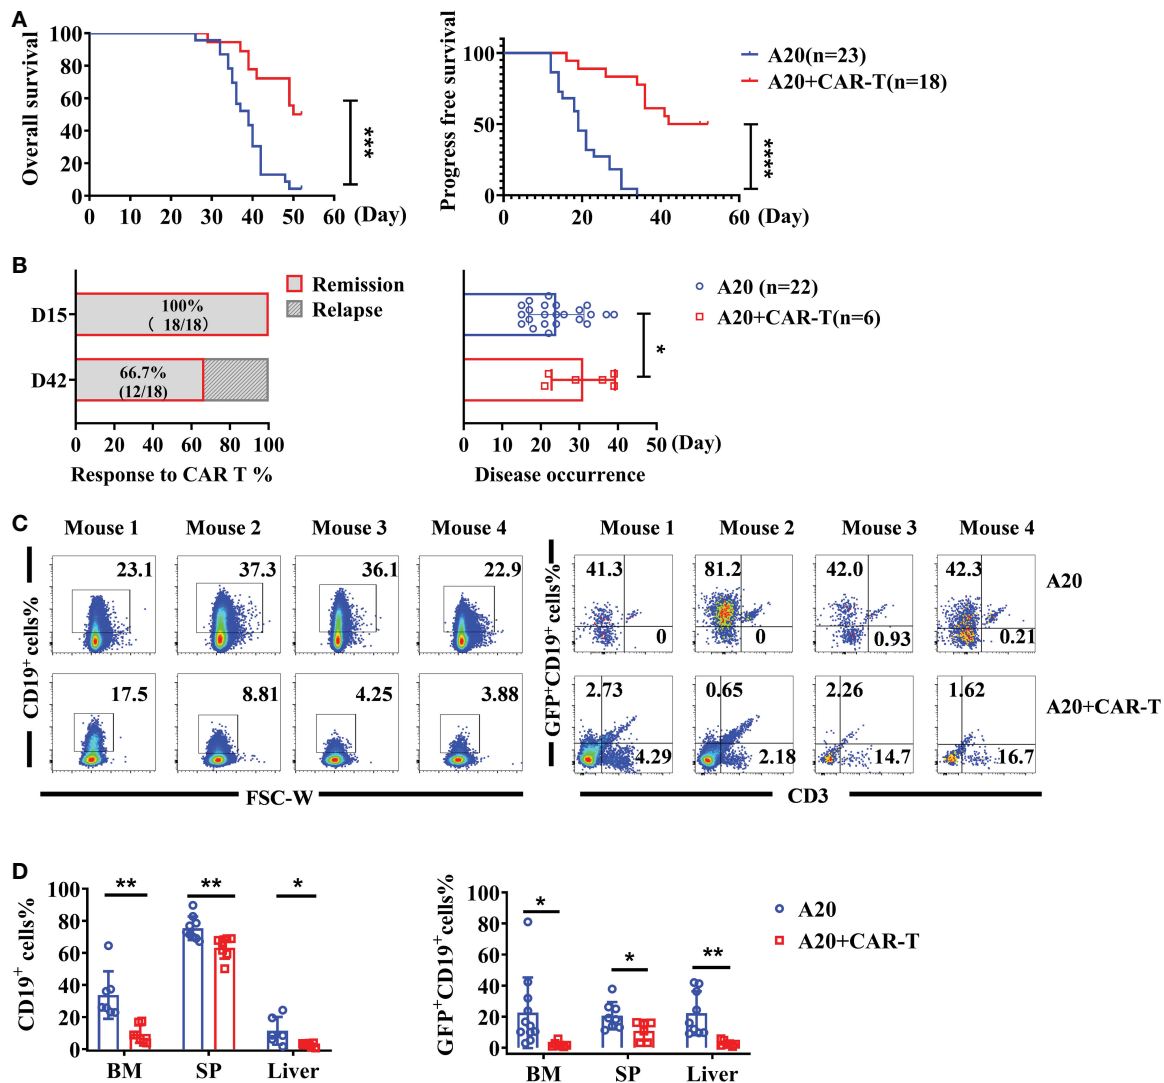 A
Overall survival
100
80
60
40
20
0
0 10 20 30 40 50 60 (Day)
***
Progress free survival
100
50
0
0 20 40 60 (Day)
****
A20(n=23)
A20+CAR-T(n=18)
B
D15
100%
( 18/18)
D42
66.7%
(12/18)
0 20 40 60 80 100
Response to CAR T %
Remission
Relapse
0 10 20 30 40 50 (Day)
Disease occurrence
*
A20 (n=22)
A20+CAR-T(n=6)
C
Mouse 1 Mouse 2 Mouse 3 Mouse 4
CD19+ cells%
23.1 37.3 36.1 22.9
17.5 8.81 4.25 3.88
FSC-W
Mouse 1 Mouse 2 Mouse 3 Mouse 4
GFP+CD19+ cells%
41.3 81.2 42.0 42.3
0 0 0.93 0.21
A20
2.73 0.65 2.26 1.62
4.29 2.18 14.7 16.7
A20+CAR-T
CD3
D
CD19+ cells%
100
80
60
40
20
0
** ** *
BM SP Liver
GFP+CD19+cells%
100
80
60
40
20
0
* * **
BM SP Liver
A20
A20+CAR-T